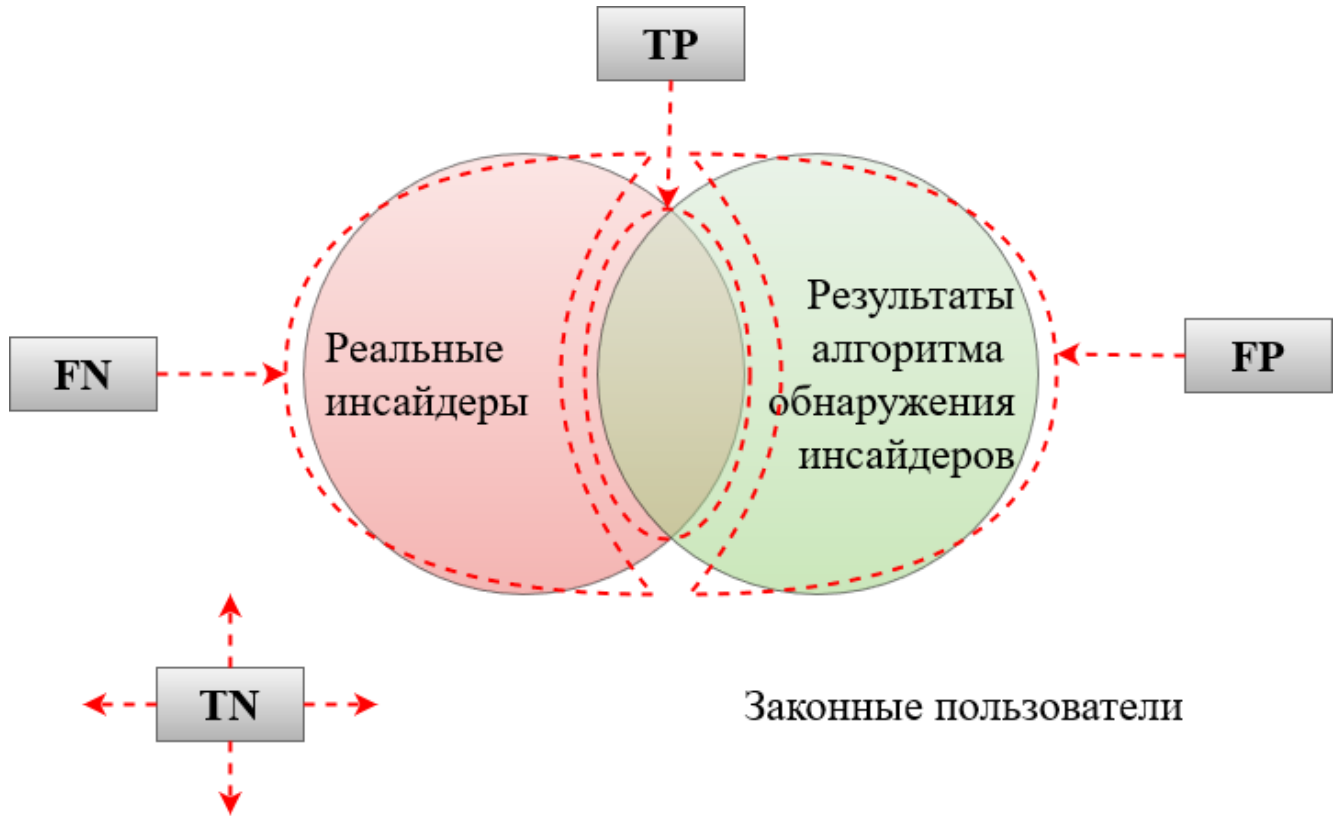 TP
Реальные
инсайдеры
Результаты
алгоритма
обнаружения
инсайдеров
FN
FP
TN
Законные пользователи